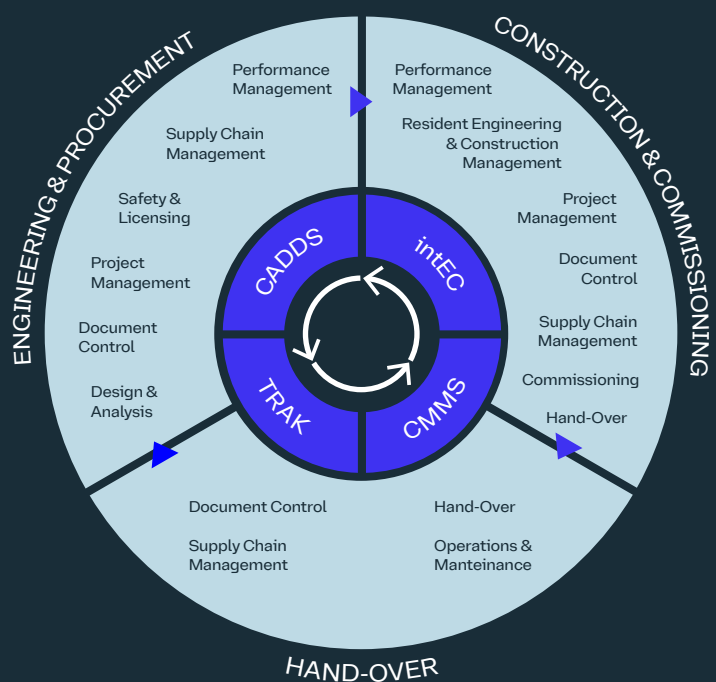 ENGINEERING & PROCUREMENT
Performance
Management
Supply Chain
Management
Safety &
Licensing
Project
Management
Document
Control
Design &
Analysis
CONSTRUCTION & COMMISSIONING
Performance
Management
Resident Engineering
& Construction
Management
Project
Management
Document
Control
Supply Chain
Management
Commissioning
Hand-Over
CADDS
intEC
TRAK
CMMS
Document Control
Supply Chain
Management
Hand-Over
Operations &
Manteinance
HAND-OVER